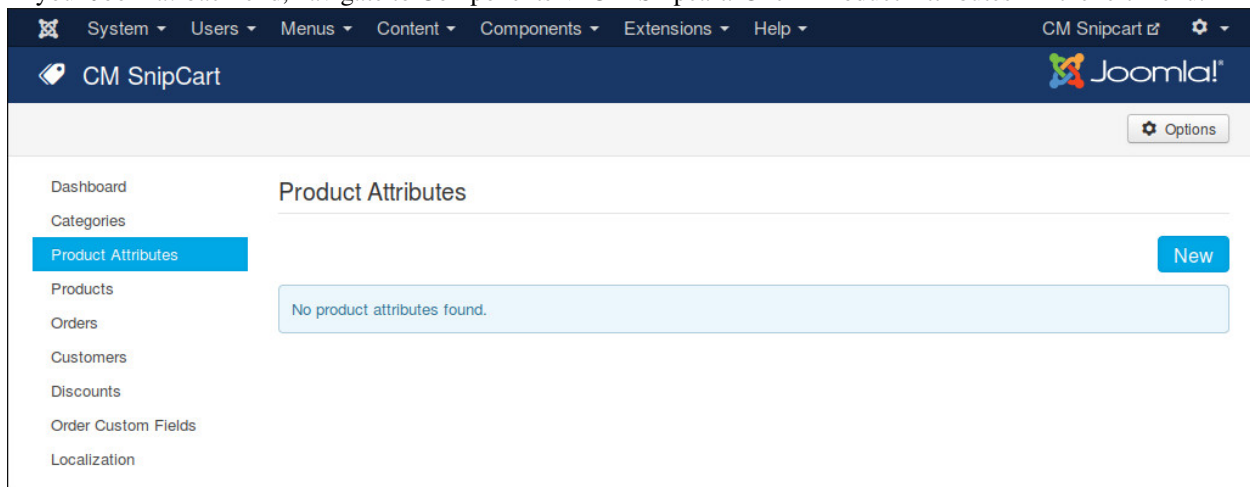 System Users Menus Content Components Extensions Help CM Snipcart
CM SnipCart Joomla!®
Options
Dashboard
Categories
Product Attributes
Products
Orders
Customers
Discounts
Order Custom Fields
Localization
Product Attributes
New
No product attributes found.